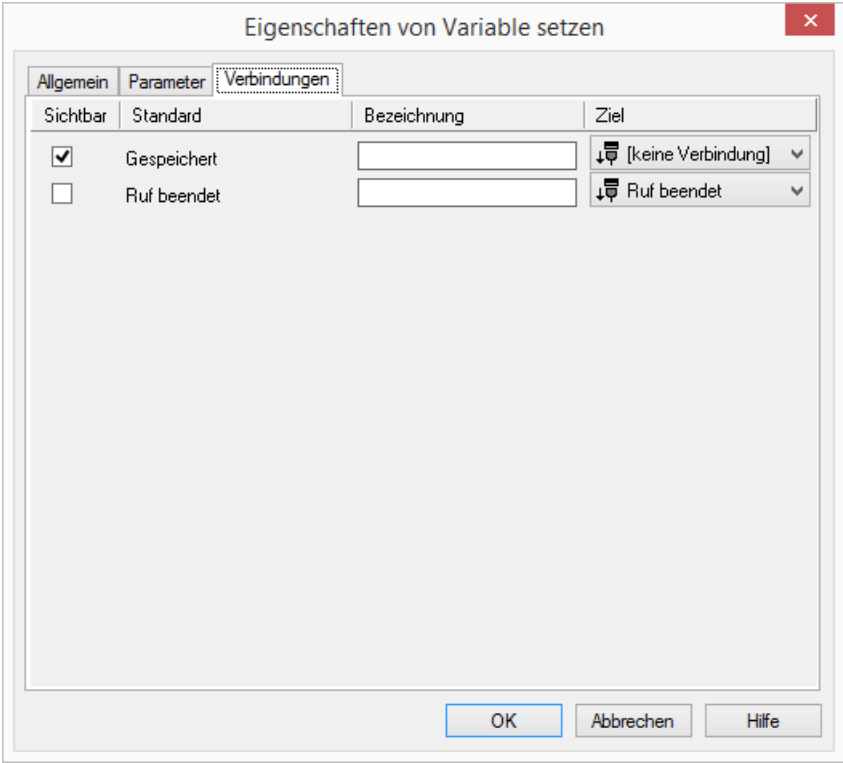 Eigenschaften von Variable setzen
Allgemein Parameter Verbindungen
Sichtbar Standard Bezeichnung Ziel
Gespeichert [keine Verbindung]
Ruf beendet Ruf beendet
OK Abbrechen Hilfe